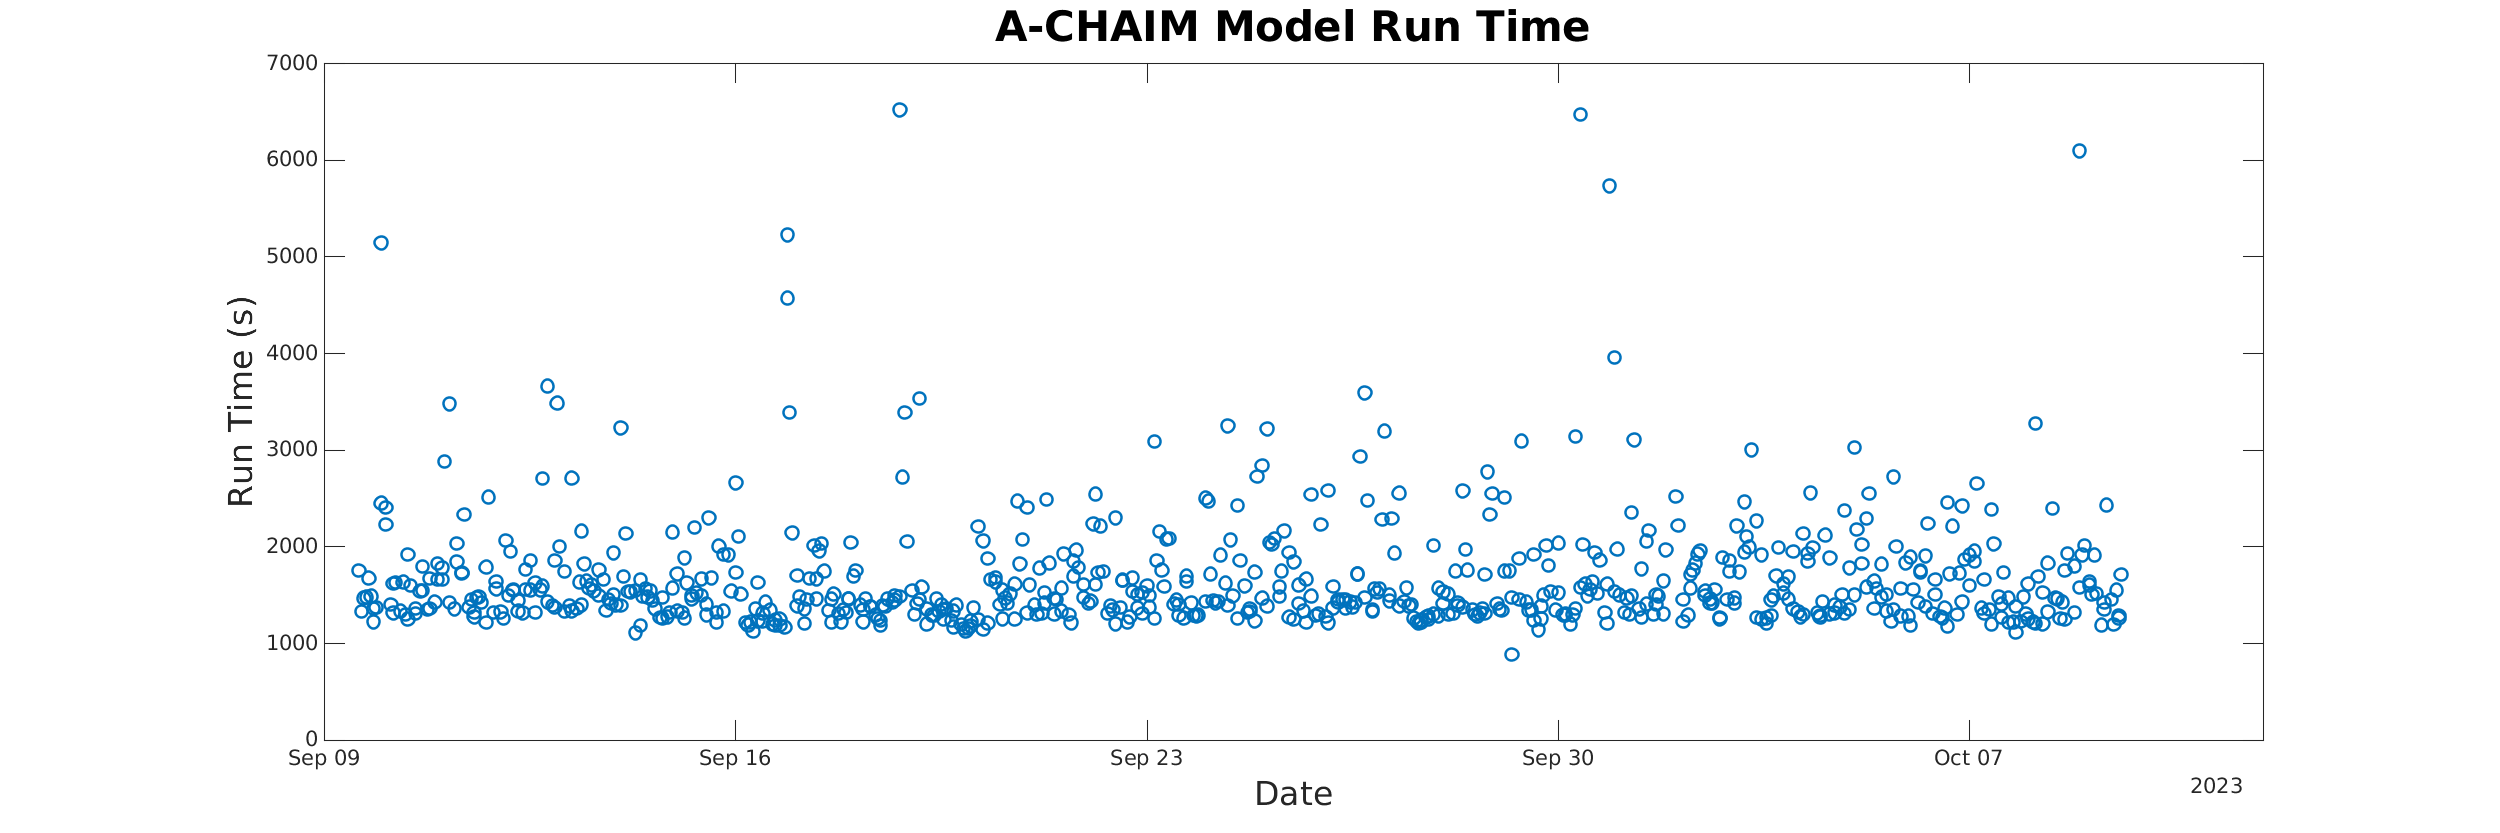 A-CHAIM Model Run Time
7000
6000
5000
4000
3000
2000
1000
0
Run Time (s)
Sep 09
Sep 16
Sep 23
Sep 30
Oct 07
Date
2023